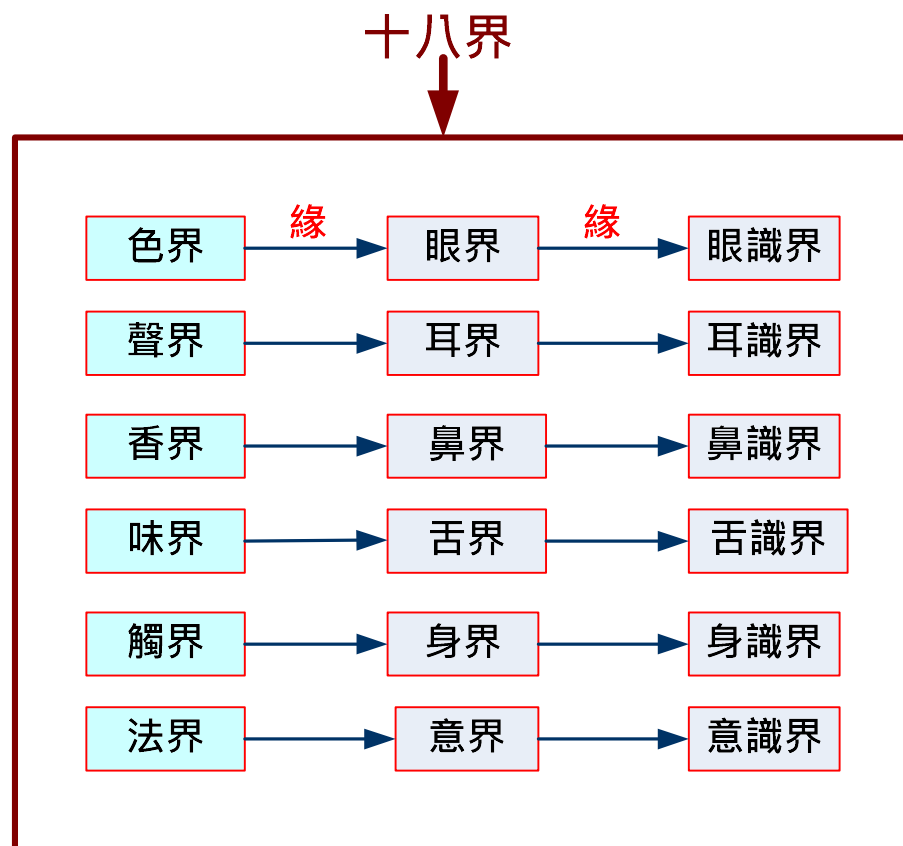 十八界
緣 緣
色界 眼界 眼識界
聲界 耳界 耳識界
香界 鼻界 鼻識界
味界 舌界 舌識界
觸界 身界 身識界
法界 意界 意識界